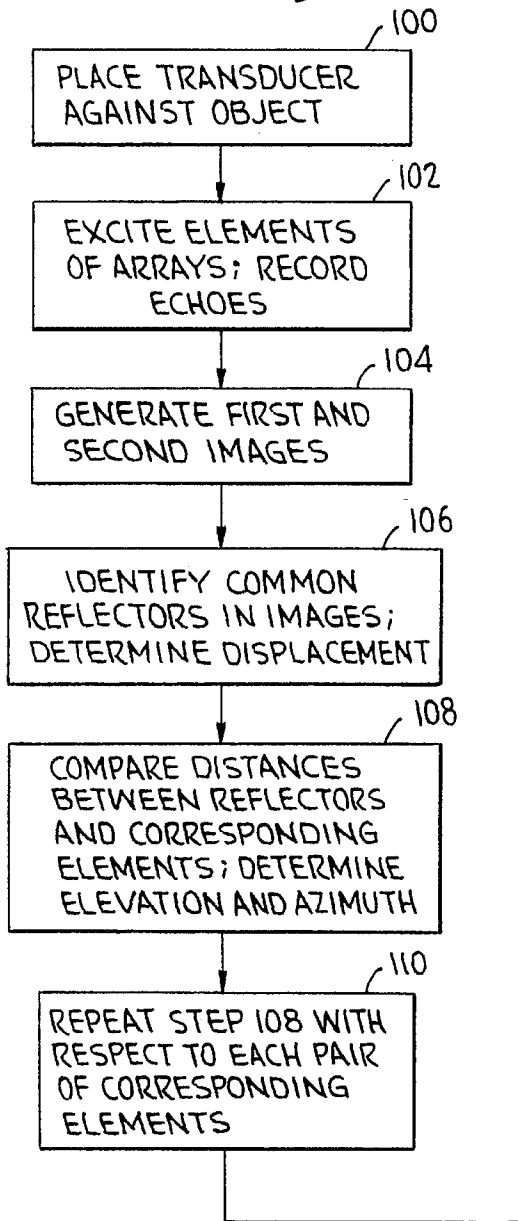 100
PLACE TRANSDUCER
AGAINST OBJECT
102
EXCITE ELEMENTS
OF ARRAYS; RECORD
ECHOES
104
GENERATE FIRST AND
SECOND IMAGES
106
IDENTIFY COMMON
REFLECTORS IN IMAGES;
DETERMINE DISPLACEMENT
108
COMPARE DISTANCES
BETWEEN REFLECTORS
AND CORRESPONDING
ELEMENTS; DETERMINE
ELEVATION AND AZIMUTH
110
REPEAT STEP 108 WITH
RESPECT TO EACH PAIR
OF CORRESPONDING
ELEMENTS